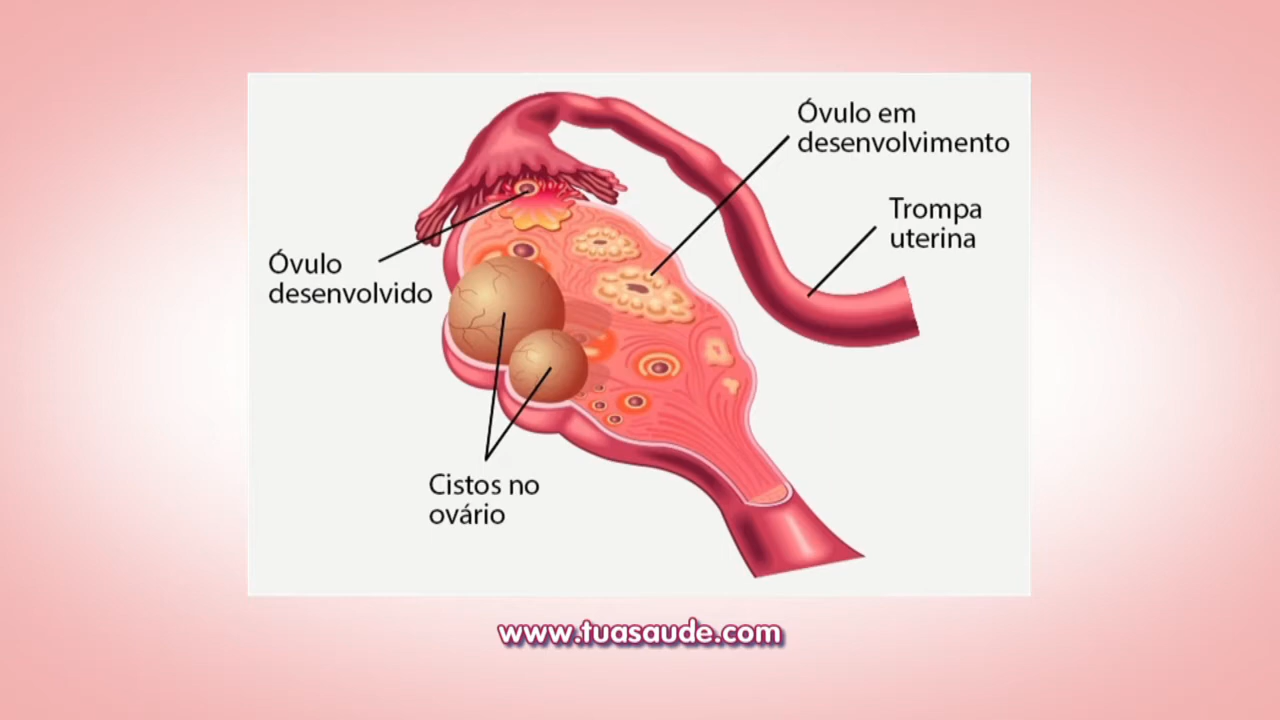 Óvulo em
desenvolvimento
Trompa
uterina
Óvulo
desenvolvido
Cistos no
ovário
www.tuasaude.com